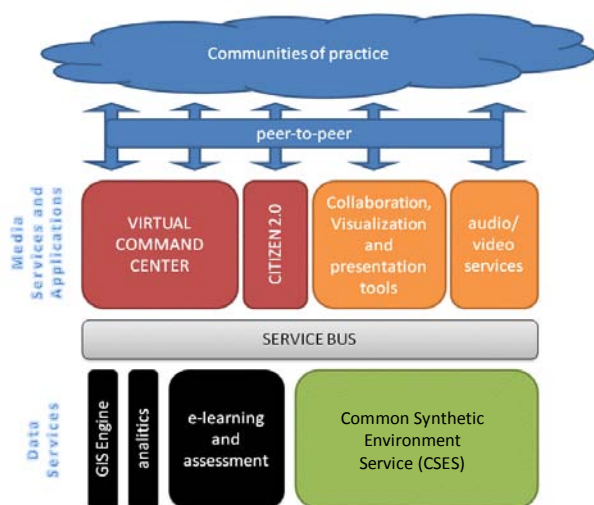 Communities of practice
peer-to-peer
Media
Services and
Applications
VIRTUAL
COMMAND
CENTER
CITIZEN 2.0
Collaboration,
Visualization
and
presentation
tools
audio/
video
services
SERVICE BUS
Data
Services
GIS Engine
analitics
e-learning
and
assessment
Common Synthetic
Environment
Service (CSES)